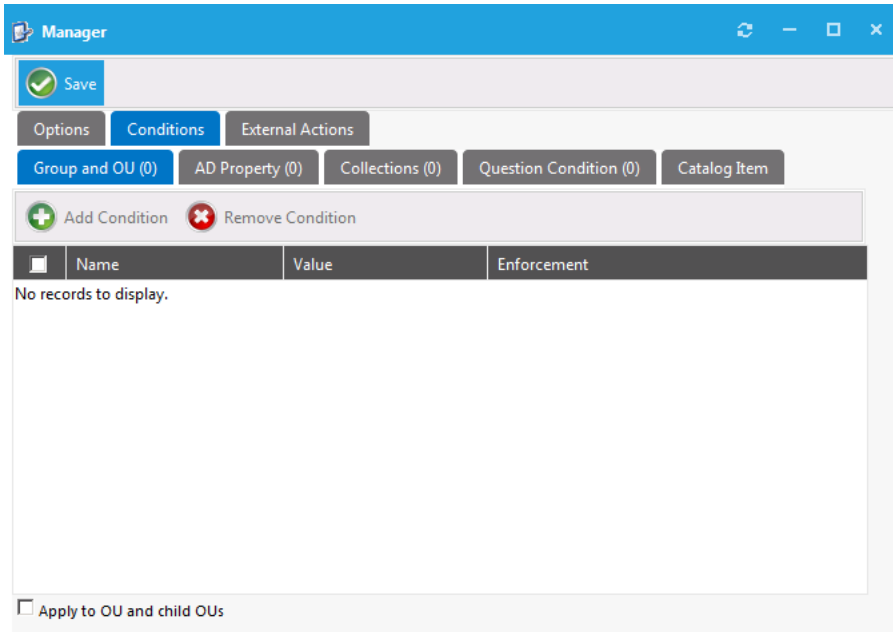 Manager
Save
Options Conditions External Actions
Group and OU (0) AD Property (0) Collections (0) Question Condition (0) Catalog Item
Add Condition Remove Condition
Name Value Enforcement
No records to display.
Apply to OU and child OUs